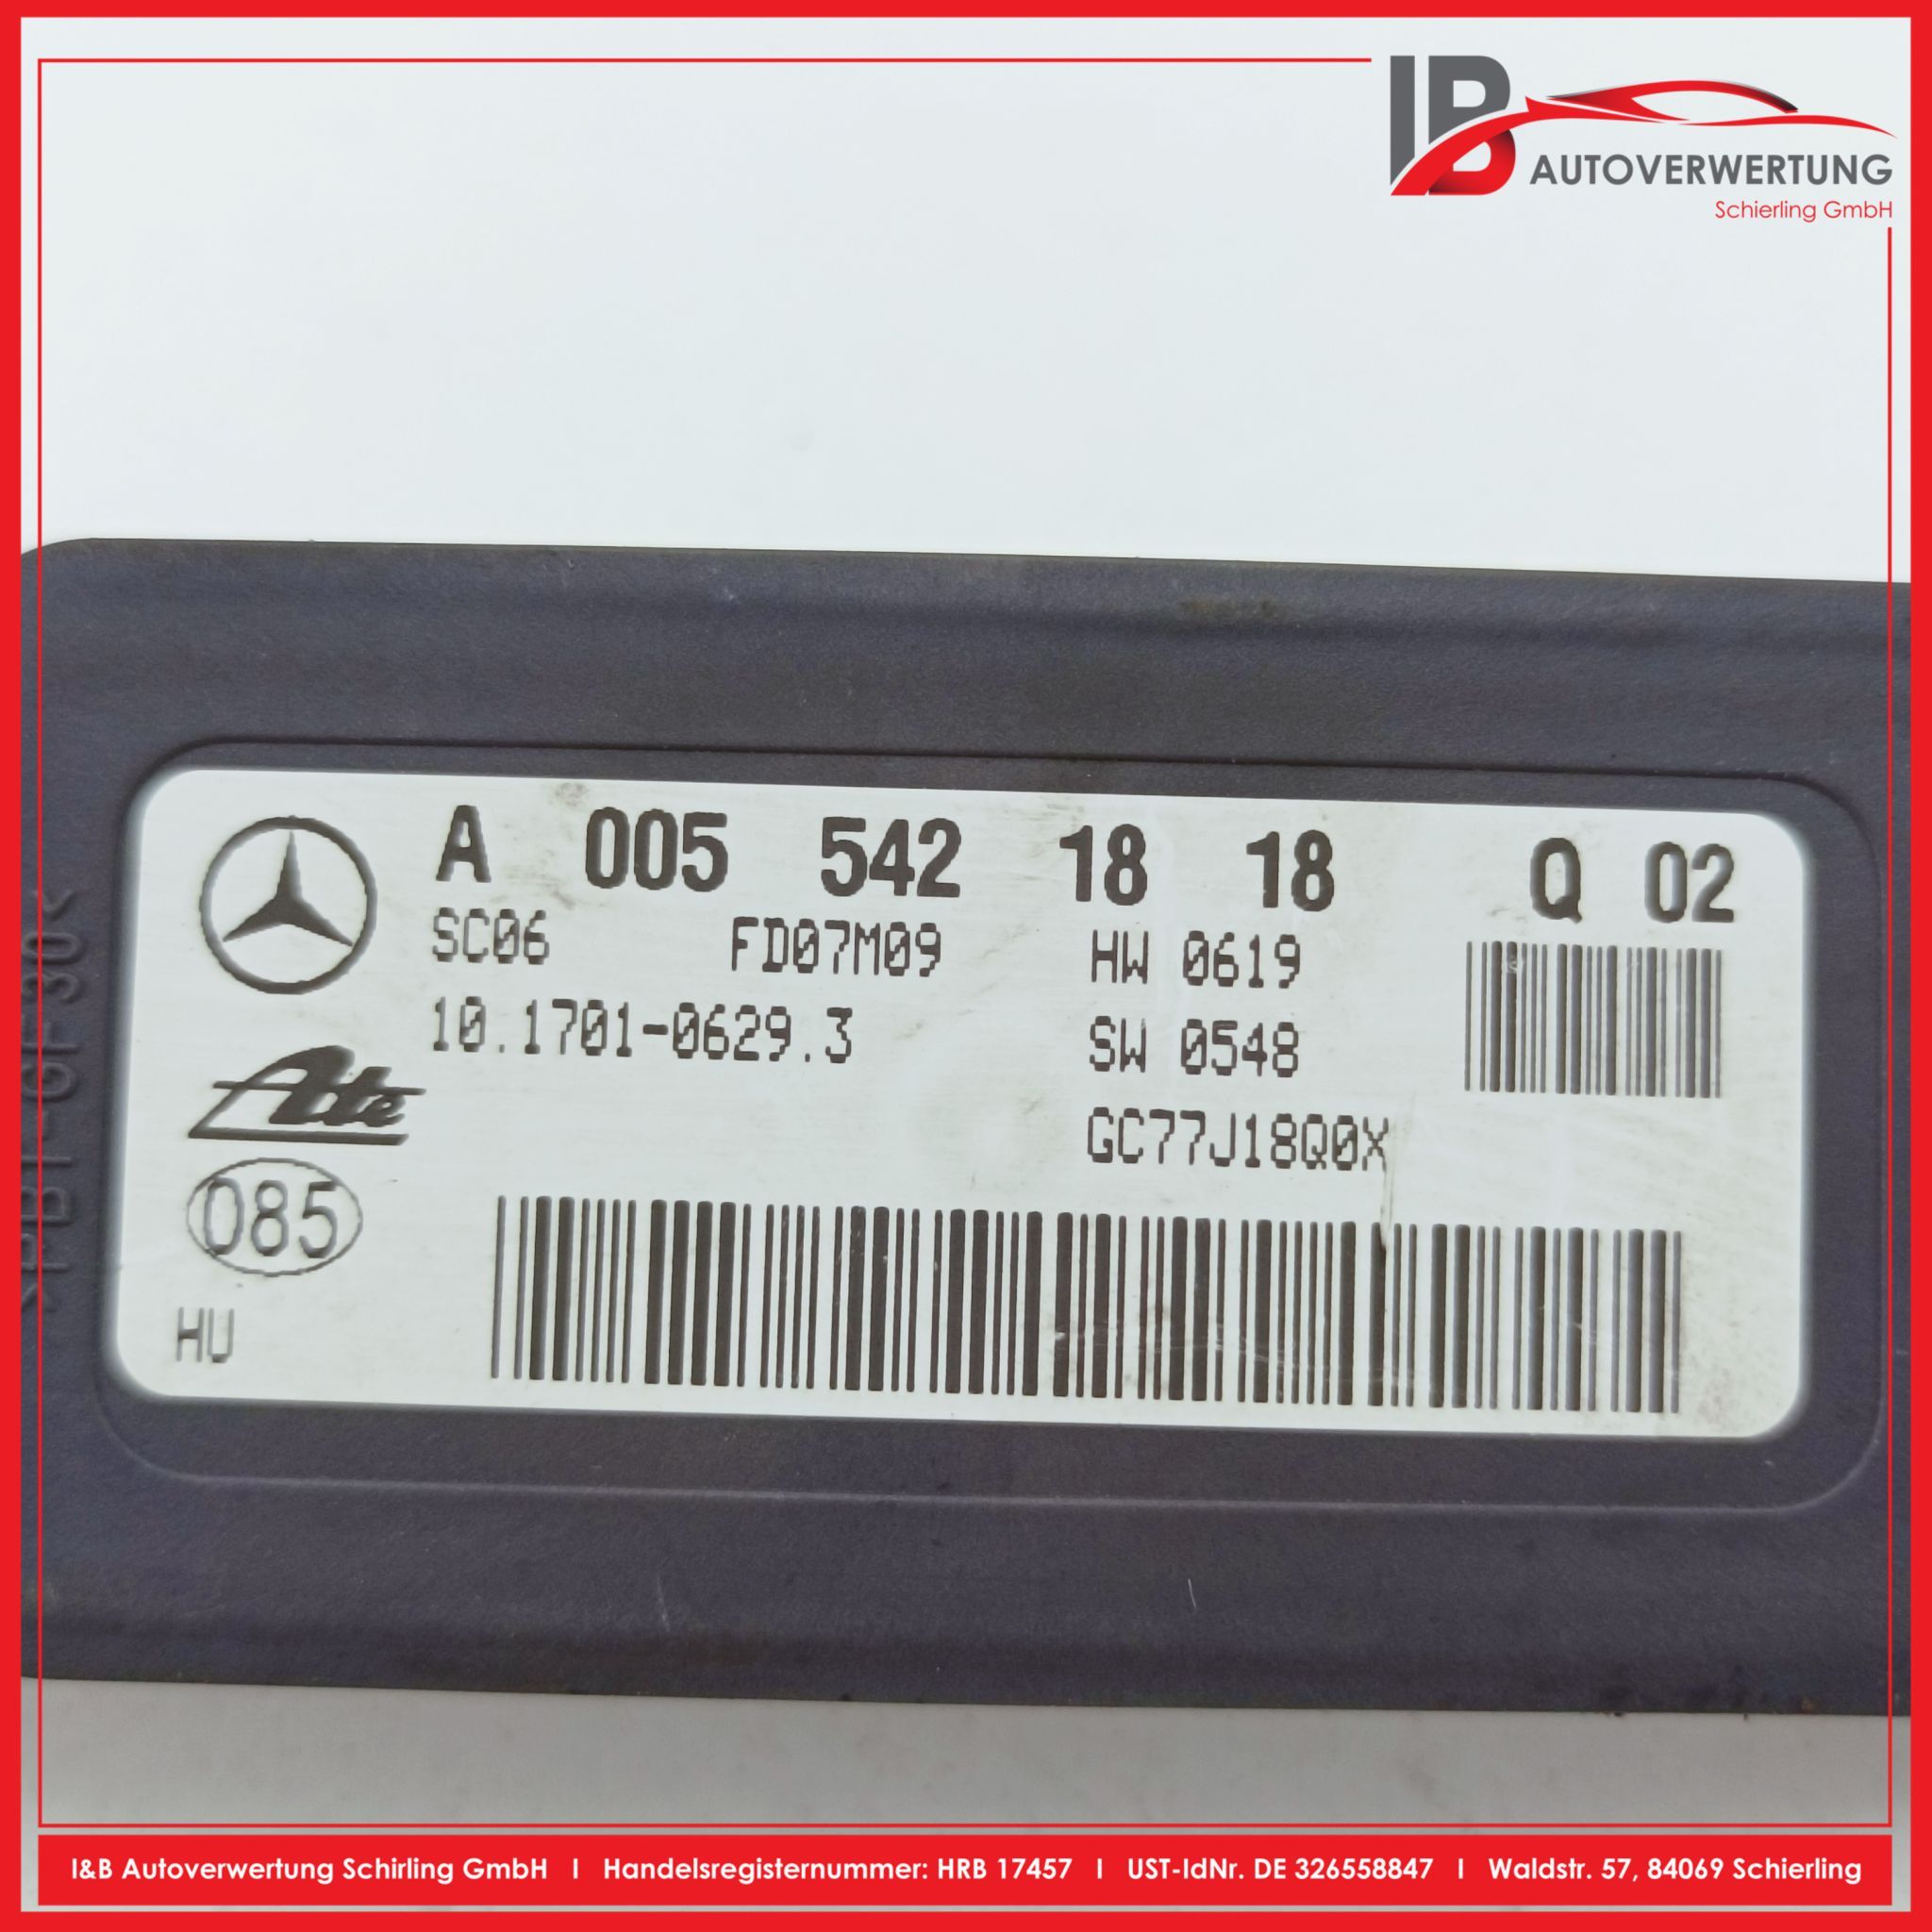 IB
AUTOVERWERTUNG
Schierling GmbH
A 005 542 18 18 Q 02
SC06 FD07M09 HW 0619
10.1701-0629.3 SW 0548
Ate
GC77J18Q0X
085
HU
I&B Autoverwertung Schirling GmbH I Handelsregisternummer: HRB 17457 I UST-IdNr. DE 326558847 I Waldstr. 57, 84069 Schierling